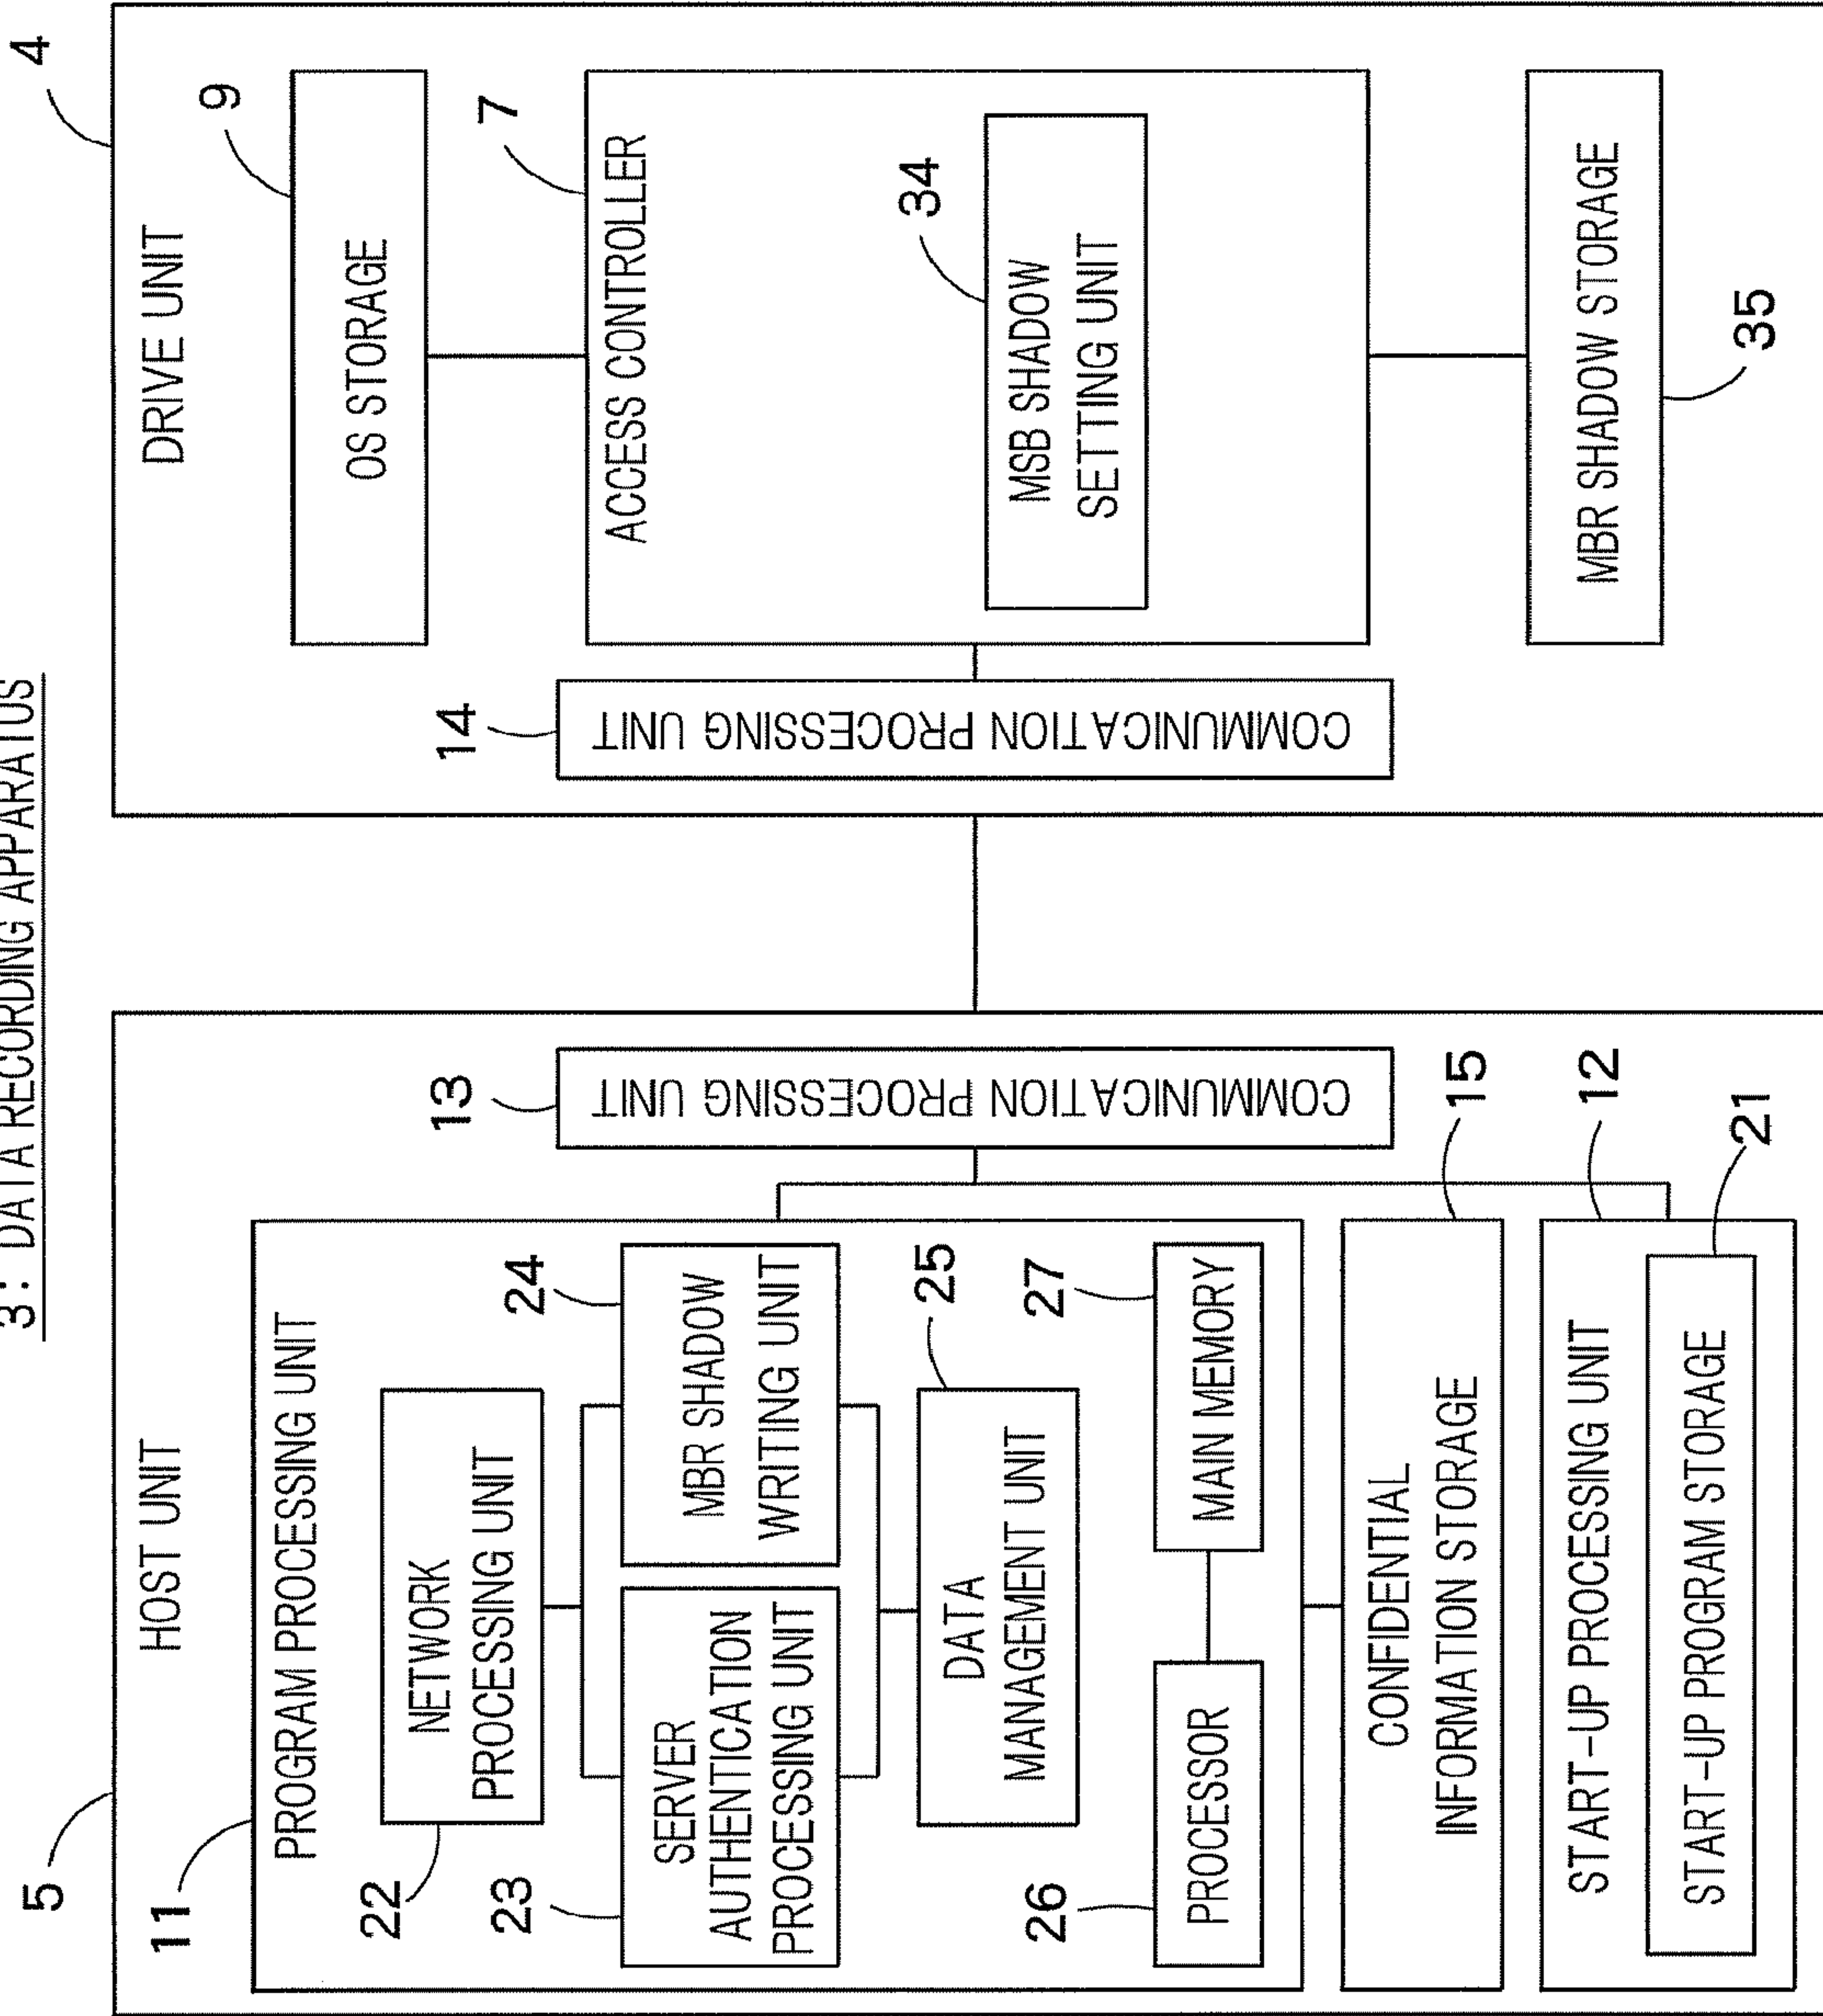 3 : DATA RECORDING APPARATUS
5
HOST UNIT
11
PROGRAM PROCESSING UNIT
22
NETWORK
PROCESSING UNIT
23
SERVER
AUTHENTICATION
PROCESSING UNIT
24
MBR SHADOW
WRITING UNIT
25
DATA
MANAGEMENT UNIT
26
PROCESSOR
27
MAIN MEMORY
13
COMMUNICATION PROCESSING UNIT
CONFIDENTIAL
INFORMATION STORAGE
15
START-UP PROCESSING UNIT
12
START-UP PROGRAM STORAGE
21
4
DRIVE UNIT
9
OS STORAGE
7
ACCESS CONTROLLER
34
MSB SHADOW
SETTING UNIT
14
COMMUNICATION PROCESSING UNIT
MBR SHADOW STORAGE
35